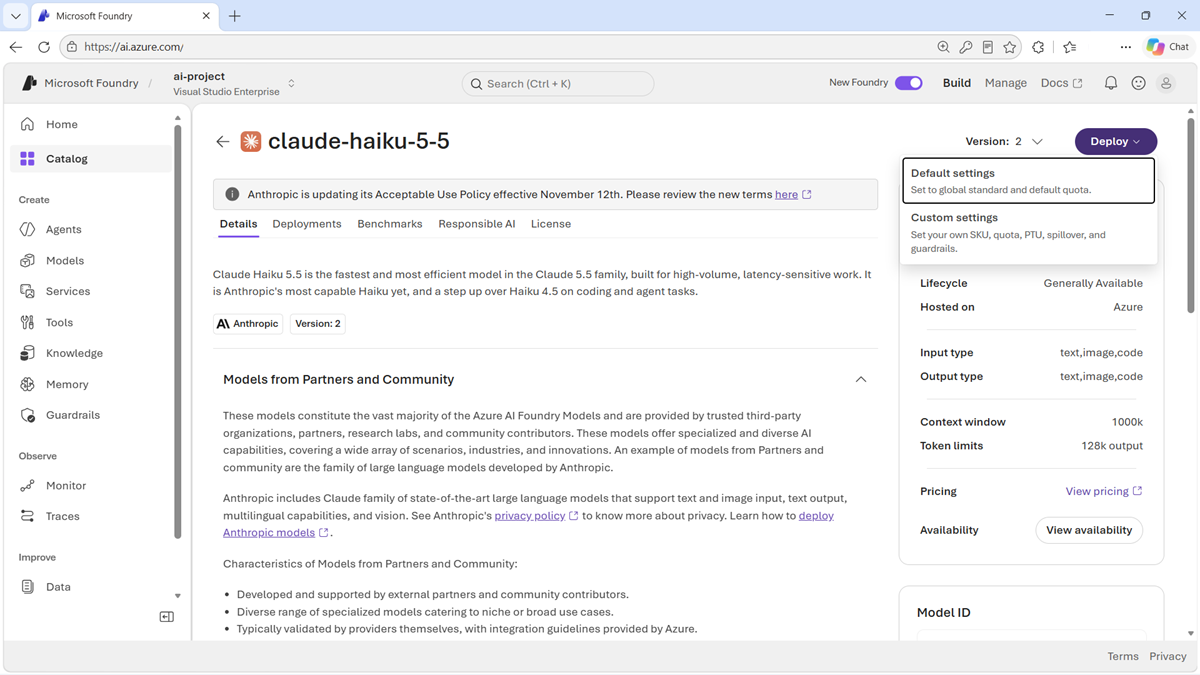 Microsoft Foundry
https://ai.azure.com/
Chat
Microsoft Foundry
/
ai-project
Visual Studio Enterprise
Search (Ctrl + K)
New Foundry
Build
Manage
Docs
Home
Catalog
Create
Agents
Models
Services
Tools
Knowledge
Memory
Guardrails
Observe
Monitor
Traces
Improve
Data
claude-haiku-5-5
Version: 2
Deploy
Default settings
Set to global standard and default quota.
Custom settings
Set your own SKU, quota, PTU, spillover, and
guardrails.
Anthropic is updating its Acceptable Use Policy effective November 12th. Please review the new terms here
Details Deployments Benchmarks Responsible AI License
Claude Haiku 5.5 is the fastest and most efficient model in the Claude 5.5 family, built for high-volume, latency-sensitive work. It
is Anthropic's most capable Haiku yet, and a step up over Haiku 4.5 on coding and agent tasks.
Anthropic Version: 2
Models from Partners and Community
These models constitute the vast majority of the Azure AI Foundry Models and are provided by trusted third-party
organizations, partners, research labs, and community contributors. These models offer specialized and diverse AI
capabilities, covering a wide array of scenarios, industries, and innovations. An example of models from Partners and
community are the family of large language models developed by Anthropic.
Anthropic includes Claude family of state-of-the-art large language models that support text and image input, text output,
multilingual capabilities, and vision. See Anthropic's privacy policy to know more about privacy. Learn how to deploy
Anthropic models .
Characteristics of Models from Partners and Community:
• Developed and supported by external partners and community contributors.
• Diverse range of specialized models catering to niche or broad use cases.
• Typically validated by providers themselves, with integration guidelines provided by Azure.
Lifecycle Generally Available
Hosted on Azure
Input type text,image,code
Output type text,image,code
Context window 1000k
Token limits 128k output
Pricing View pricing
Availability View availability
Model ID
Terms Privacy